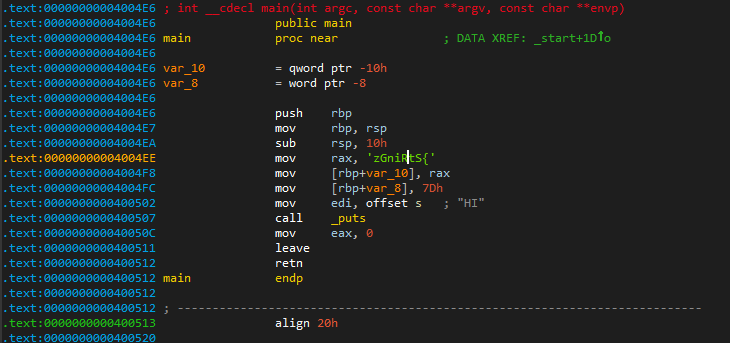 .text:00000000004004E6 ; int __cdecl main(int argc, const char **argv, const char **envp)
.text:00000000004004E6 public main
.text:00000000004004E6 main proc near ; DATA XREF: _start+1D↑o
.text:00000000004004E6
.text:00000000004004E6 var_10 = qword ptr -10h
.text:00000000004004E6 var_8 = word ptr -8
.text:00000000004004E6
.text:00000000004004E6 push rbp
.text:00000000004004E7 mov rbp, rsp
.text:00000000004004EA sub rsp, 10h
.text:00000000004004EE mov rax, 'zGniRtS{'
.text:00000000004004F8 mov [rbp+var_10], rax
.text:00000000004004FC mov [rbp+var_8], 7Dh
.text:0000000000400502 mov edi, offset s ; "HI"
.text:0000000000400507 call _puts
.text:000000000040050C mov eax, 0
.text:0000000000400511 leave
.text:0000000000400512 retn
.text:0000000000400512 main endp
.text:0000000000400512
.text:0000000000400512 ; ---------------------------------------------------------------------------
.text:0000000000400513 align 20h
.text:0000000000400520